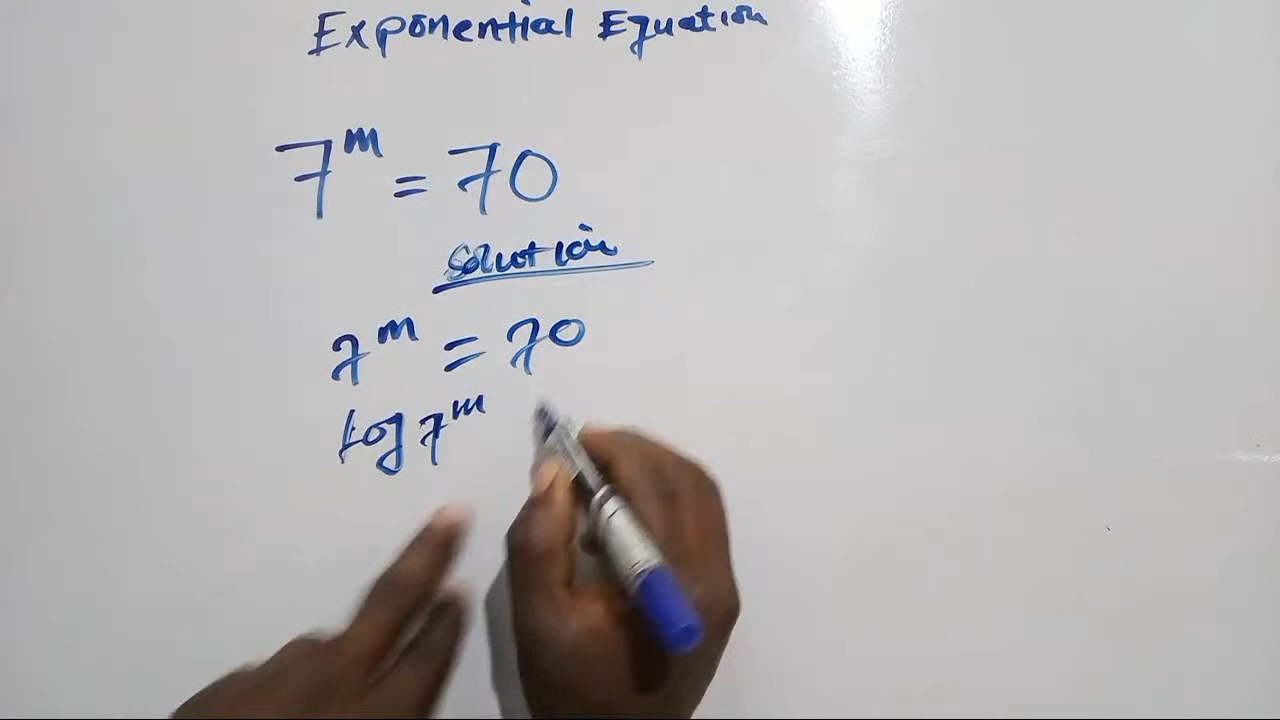 Exponential Equation
7^m = 70
Solution
7^m = 70
log 7^m